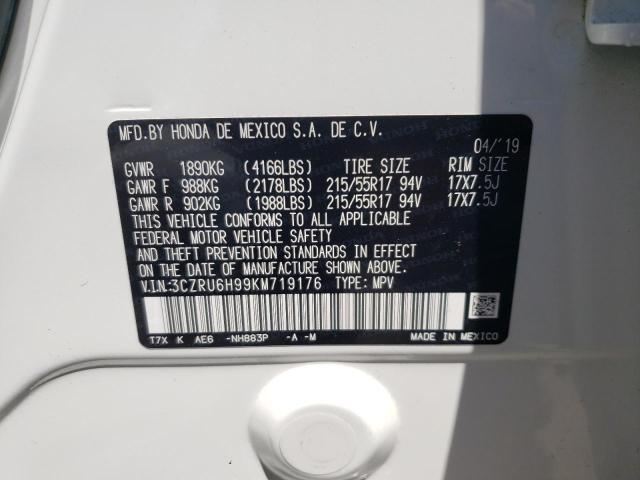 MFD.BY HONDA DE MEXICO S.A. DE C.V.
04/'19
GVWR 1890KG (4166LBS) TIRE SIZE RIM SIZE
GAWR F 988KG (2178LBS) 215/55R17 94V 17X7.5J
GAWR R 902KG (1988LBS) 215/55R17 94V 17X7.5J
THIS VEHICLE CONFORMS TO ALL APPLICABLE
FEDERAL MOTOR VEHICLE SAFETY
AND THEFT PREVENTION STANDARDS IN EFFECT
ON THE DATE OF MANUFACTURE SHOWN ABOVE.
V.I.N:3CZRU6H99KM719176 TYPE: MPV
T7X K AE6 -NH883P -A -M MADE IN MEXICO